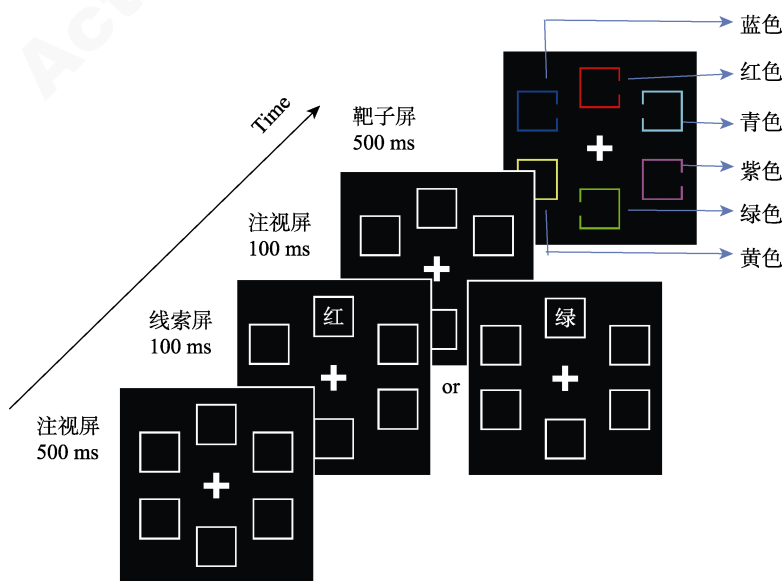 Act
Time
蓝色
红色
青色
紫色
绿色
黄色
靶子屏
500 ms
注视屏
100 ms
线索屏
100 ms
红
绿
or
注视屏
500 ms